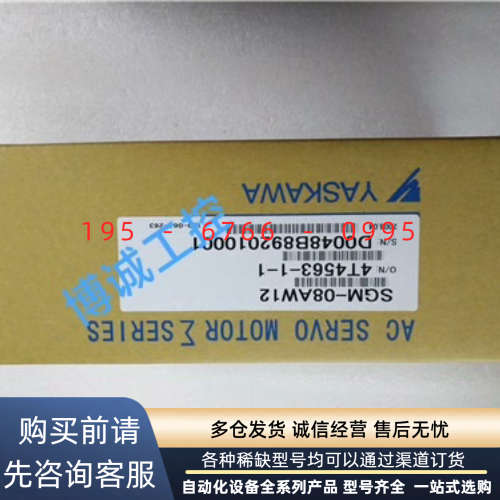 YASKAWA
195 - 6766 - 0995
博诚工控
S/N. D0048B892010001
O/N 4T4563-1-1
SGM-08AW12
AC SERVO MOTOR Σ SERIES
购买前请
先咨询客服
多仓发货 诚信经营 售后无忧
各种稀缺型号均可以通过渠道订货
自动化设备全系列产品 型号齐全 一站式选购